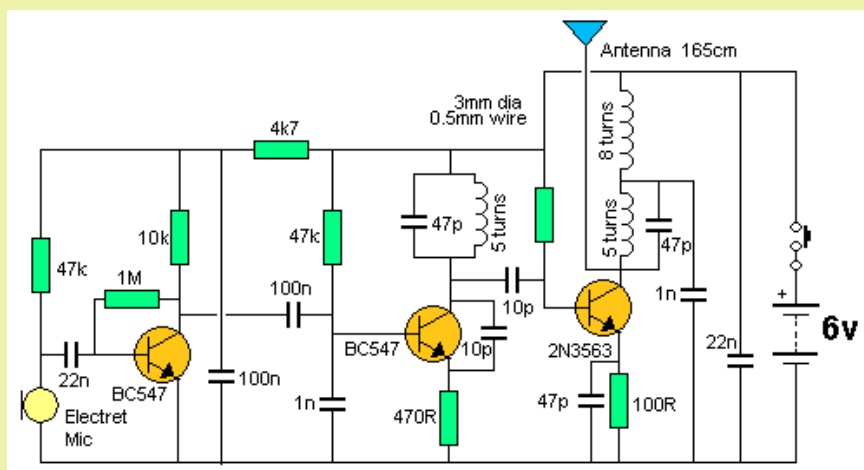 Antenna 165cm
3mm dia
0.5mm wire
8 turns
4k7
47p
5 turns
5 turns
47p
10k
47k
47k
1M
100n
10p
1n
+
6v
BC547
10p
2N3563
22n
22n
BC547
100n
1n
470R
47p
100R
Electret
Mic